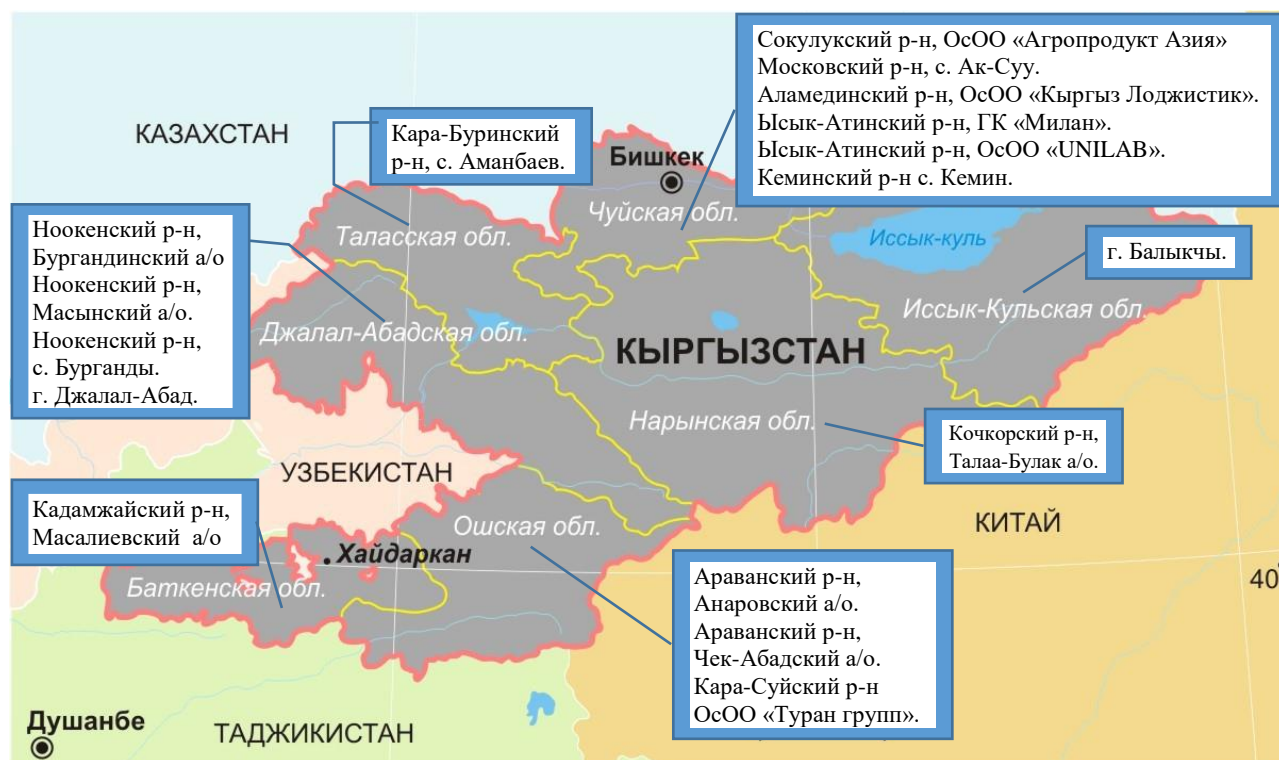 Сокулукский р-н, ОсОО «Агропродукт Азия»
Московский р-н, с. Ак-Суу.
Аламединский р-н, ОсОО «Кыргыз Лоджистик».
Ысык-Атинский р-н, ГК «Милан».
Ысык-Атинский р-н, ОсОО «UNILAB».
Кеминский р-н с. Кемин.
КАЗАХСТАН
Кара-Буринский
р-н, с. Аманбаев.
Бишкек
Чуйская обл.
Таласская обл.
Иссык-куль
г. Балыкчы.
Ноокенский р-н,
Бургандинский а/о
Ноокенский р-н,
Масынский а/о.
Ноокенский р-н,
с. Бурганды.
г. Джалал-Абад.
Джалал-Абадская обл.
Иссык-Кульская обл.
КЫРГЫЗСТАН
Нарынская обл.
Кочкорский р-н,
Талаа-Булак а/о.
УЗБЕКИСТАН
Кадамжайский р-н,
Масалиевский а/о
Ошская обл.
КИТАЙ
Хайдаркан
Баткенская обл.
Араванский р-н,
Анаровский а/о.
Араванский р-н,
Чек-Абадский а/о.
Кара-Суйский р-н
ОсОО «Туран групп».
40°
Душанбе
ТАДЖИКИСТАН